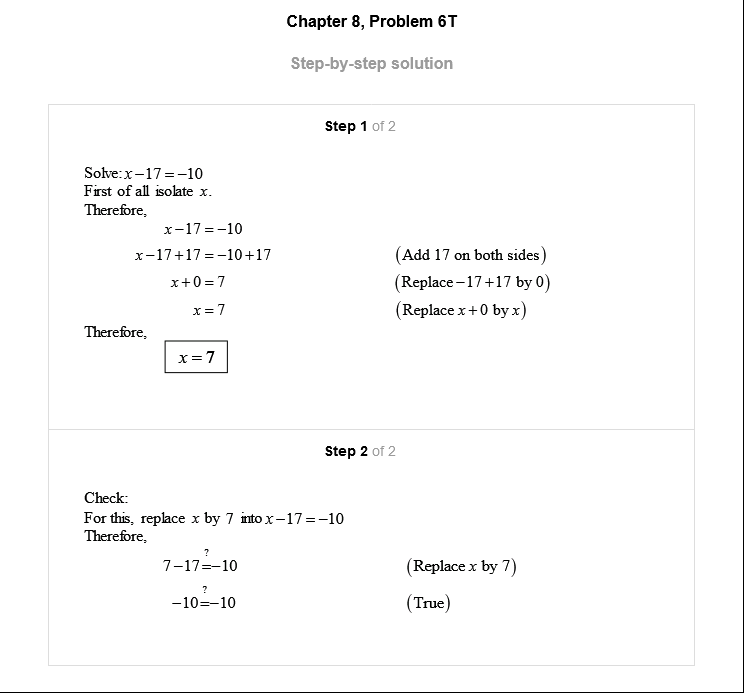 Chapter 8, Problem 6T
Step-by-step solution
Step 1 of 2
Solve: x−17=−10
First of all isolate x.
Therefore,
x−17=−10
x−17+17=−10+17 (Add 17 on both sides)
x+0=7 (Replace−17+17 by 0)
x=7 (Replace x+0 by x)
Therefore,
x=7
Step 2 of 2
Check:
For this, replace x by 7 into x−17=−10
Therefore,
7−17≟−10 (Replace x by 7)
−10≟−10 (True)